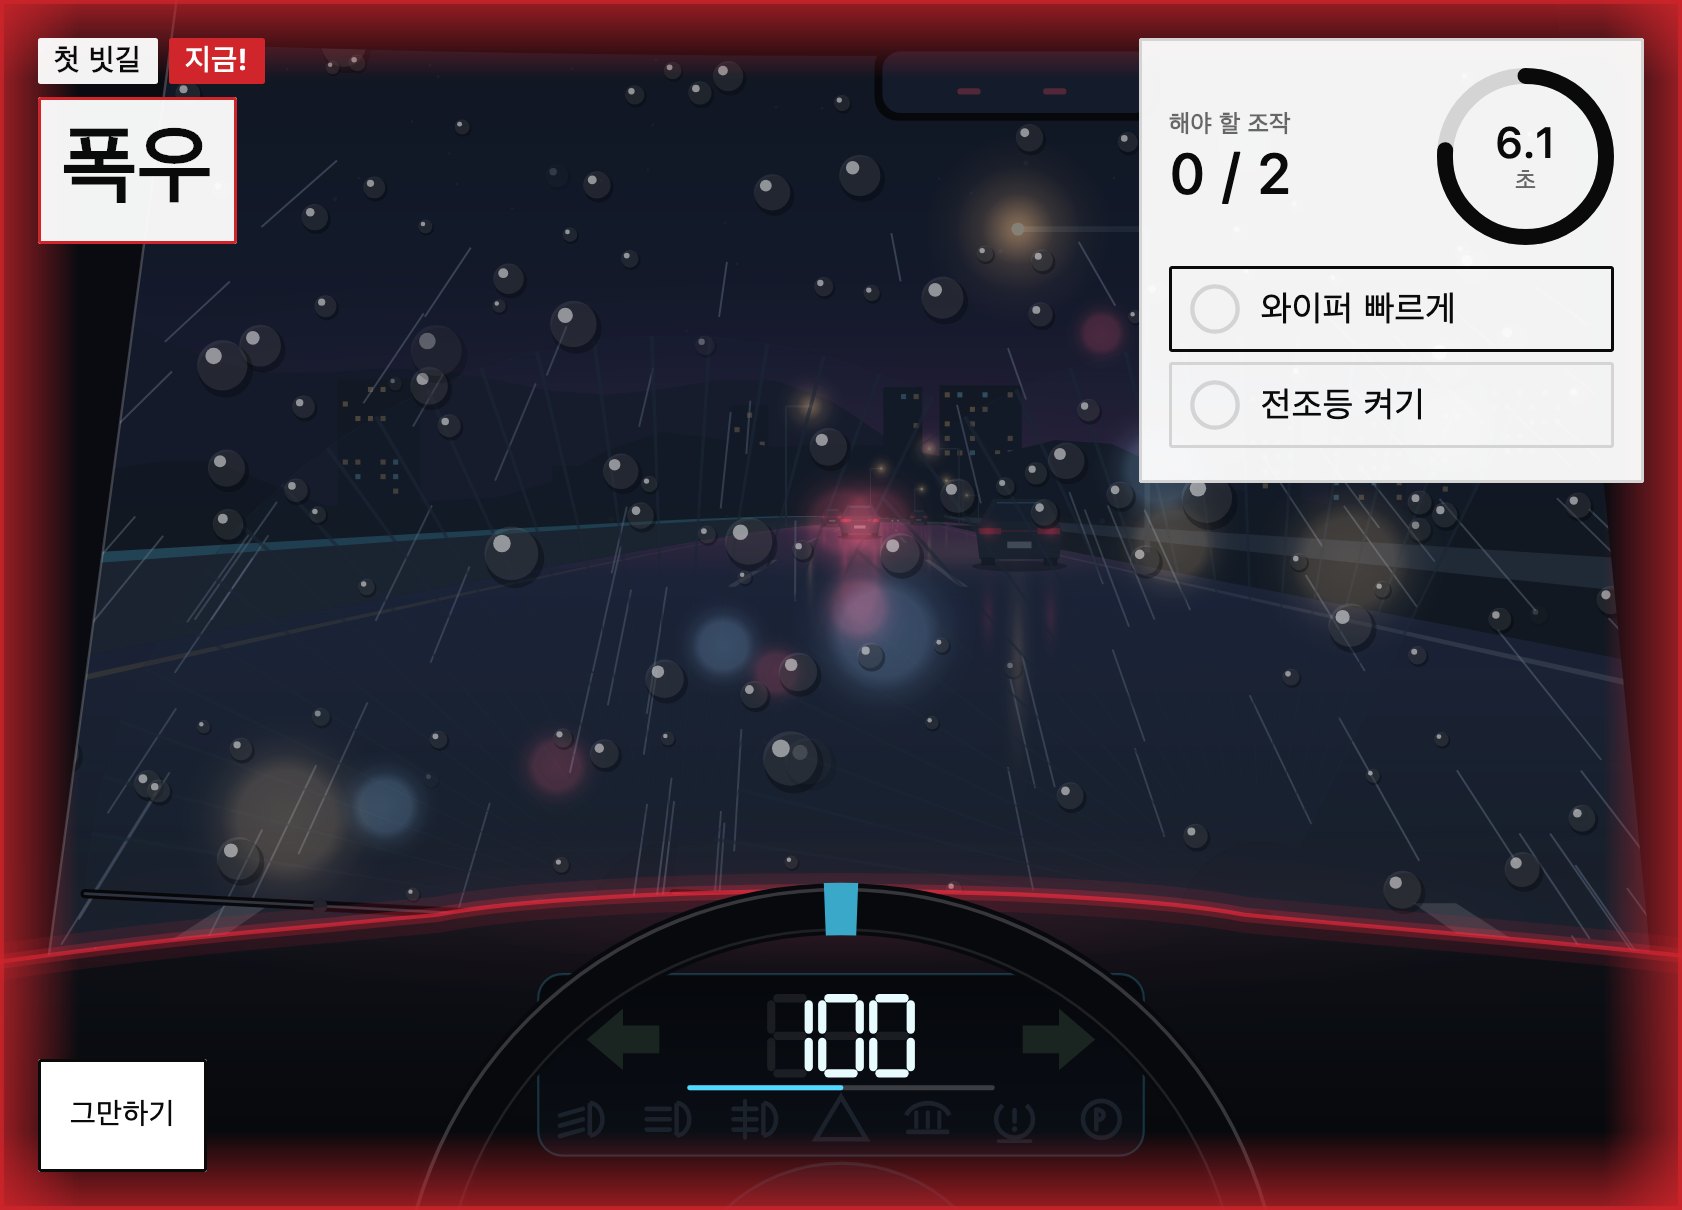 첫 빗길
지금!
폭우
해야 할 조작
0 / 2
6.1
초
와이퍼 빠르게
전조등 켜기
100
P
그만하기